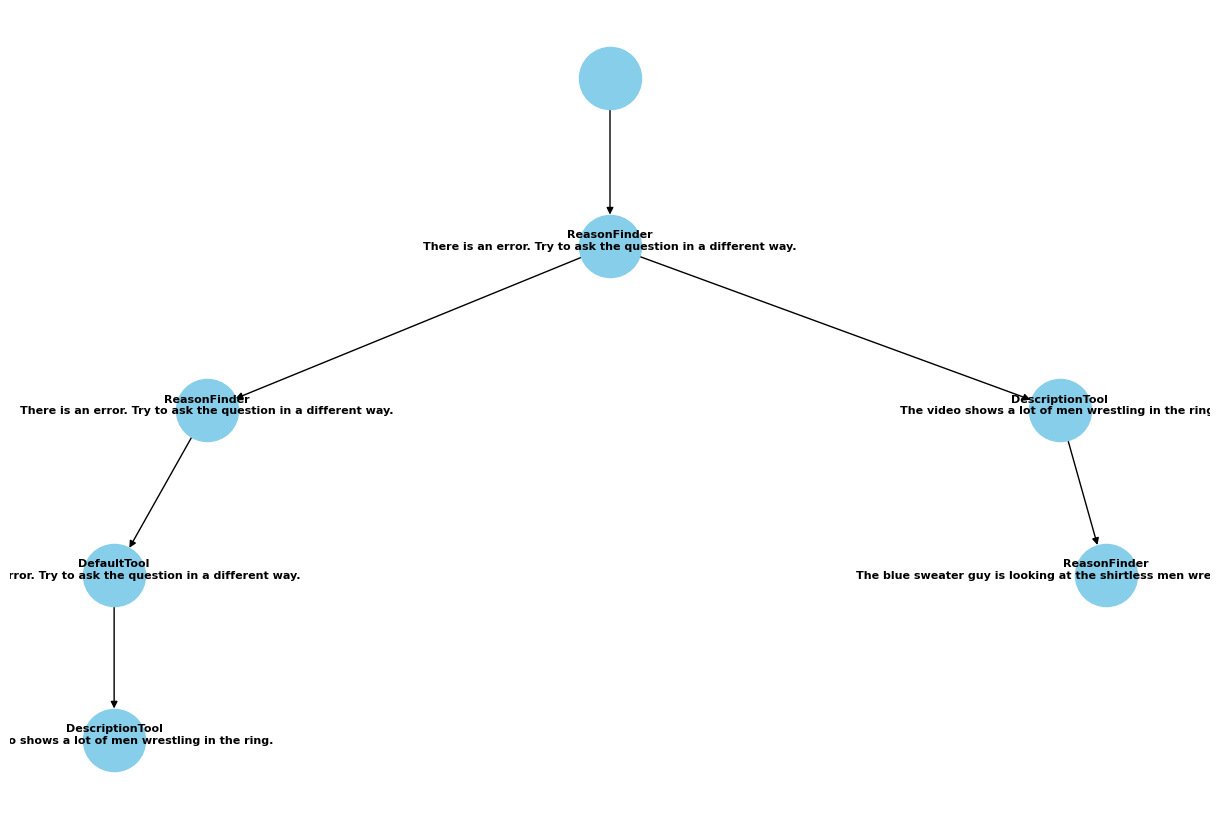 ReasonFinder
There is an error. Try to ask the question in a different way.
ReasonFinder
There is an error. Try to ask the question in a different way.
DescriptionTool
The video shows a lot of men wrestling in the ring
DefaultTool
rror. Try to ask the question in a different way.
ReasonFinder
The blue sweater guy is looking at the shirtless men wre
DescriptionTool
o shows a lot of men wrestling in the ring.